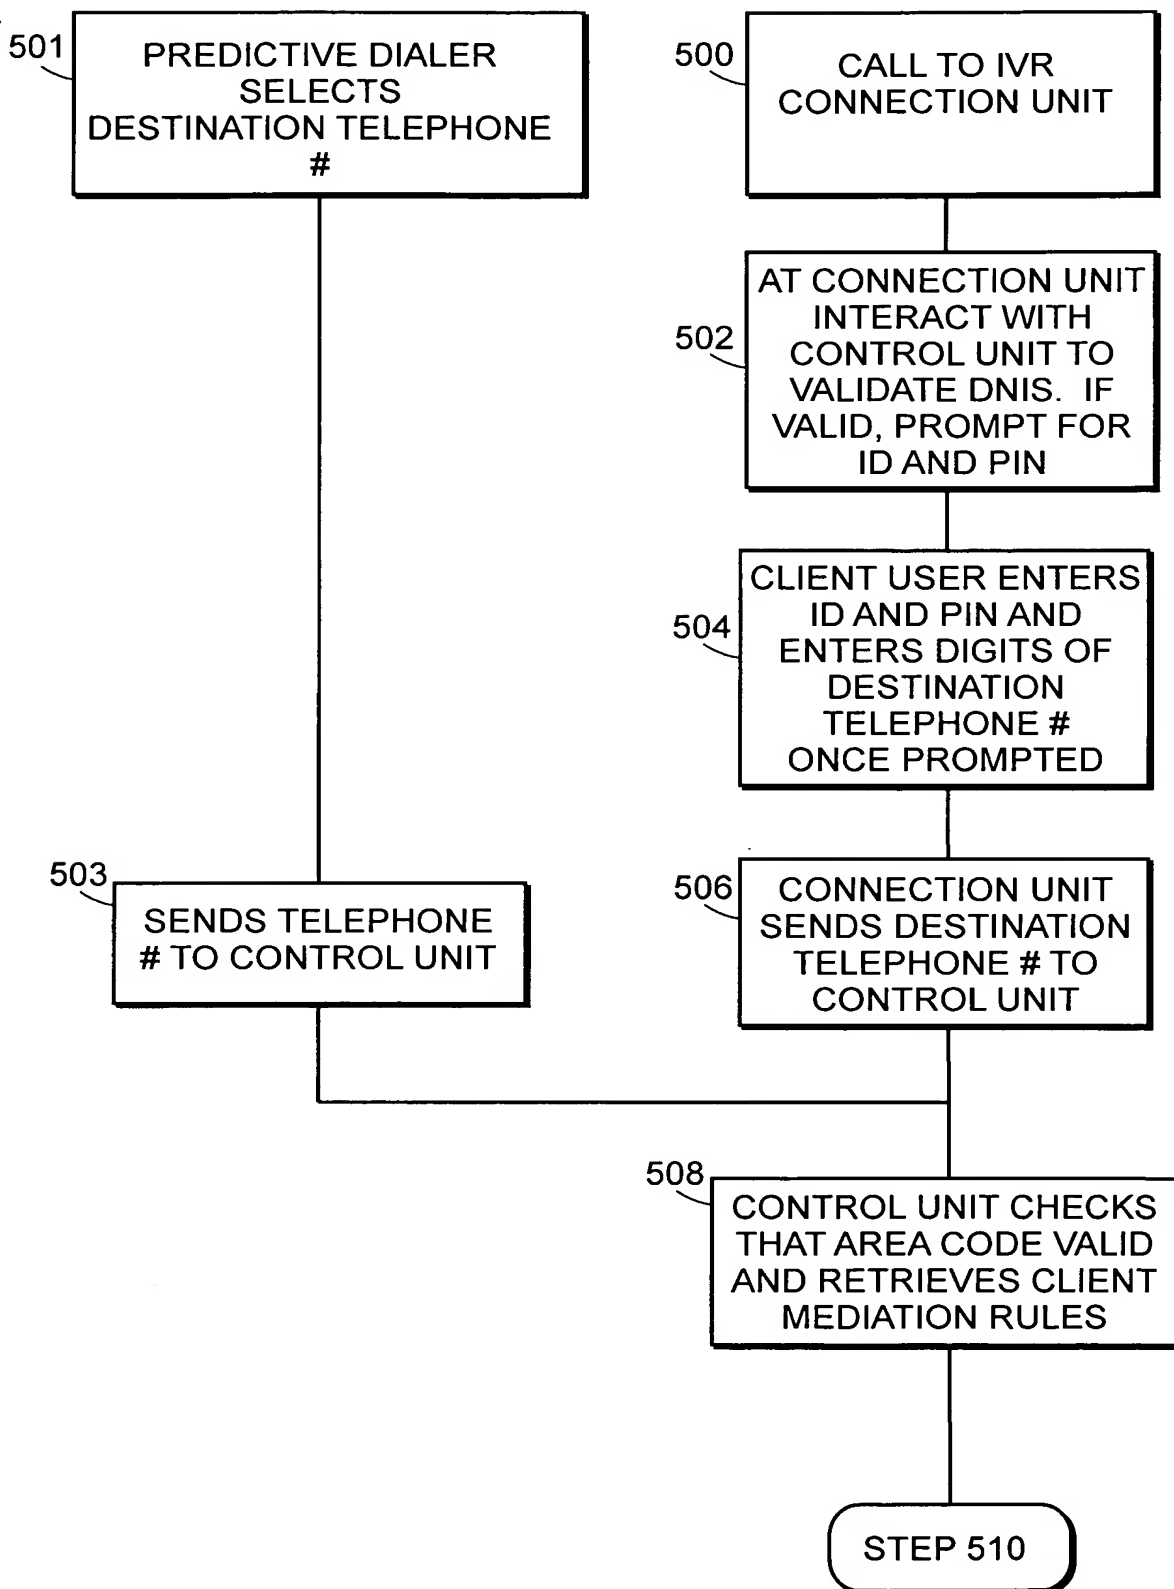 501
PREDICTIVE DIALER
SELECTS
DESTINATION TELEPHONE
#
500
CALL TO IVR
CONNECTION UNIT
502
AT CONNECTION UNIT
INTERACT WITH
CONTROL UNIT TO
VALIDATE DNIS. IF
VALID, PROMPT FOR
ID AND PIN
504
CLIENT USER ENTERS
ID AND PIN AND
ENTERS DIGITS OF
DESTINATION
TELEPHONE #
ONCE PROMPTED
503
SENDS TELEPHONE
# TO CONTROL UNIT
506
CONNECTION UNIT
SENDS DESTINATION
TELEPHONE # TO
CONTROL UNIT
508
CONTROL UNIT CHECKS
THAT AREA CODE VALID
AND RETRIEVES CLIENT
MEDIATION RULES
STEP 510